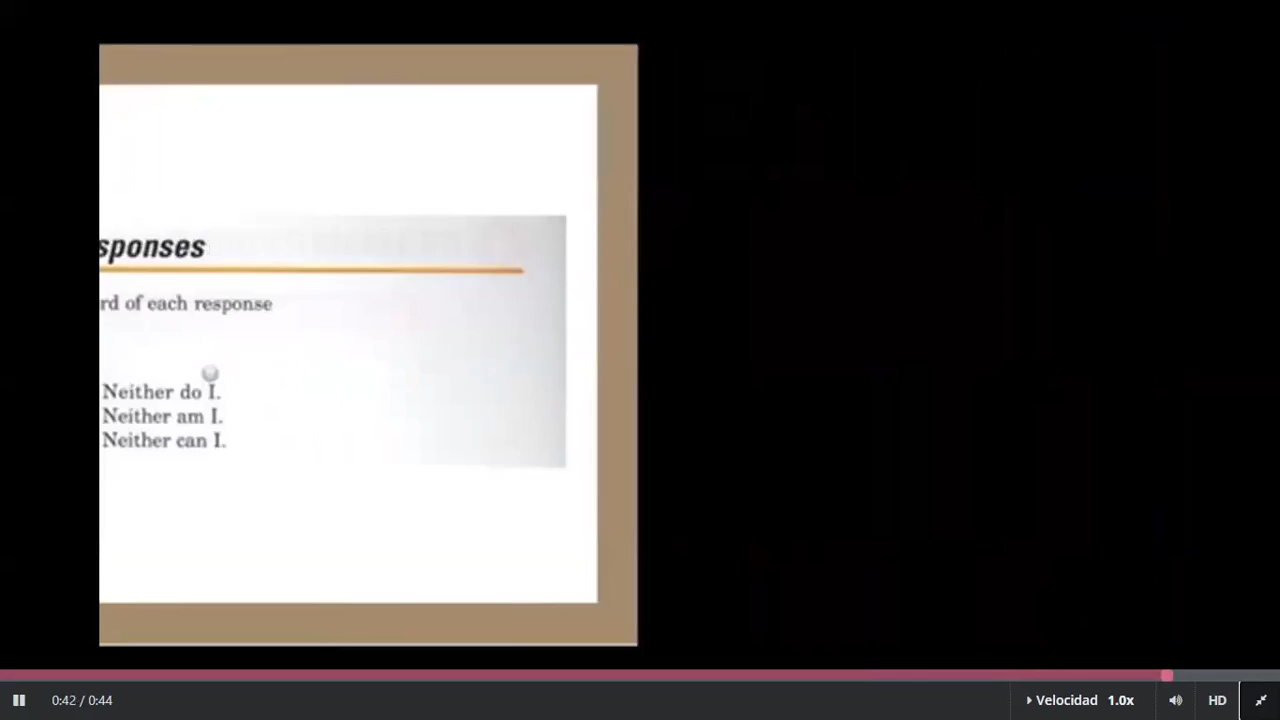 sponses
rd of each response
Neither do I.
Neither am I.
Neither can I.
0:42 / 0:44
Velocidad 1.0x
HD